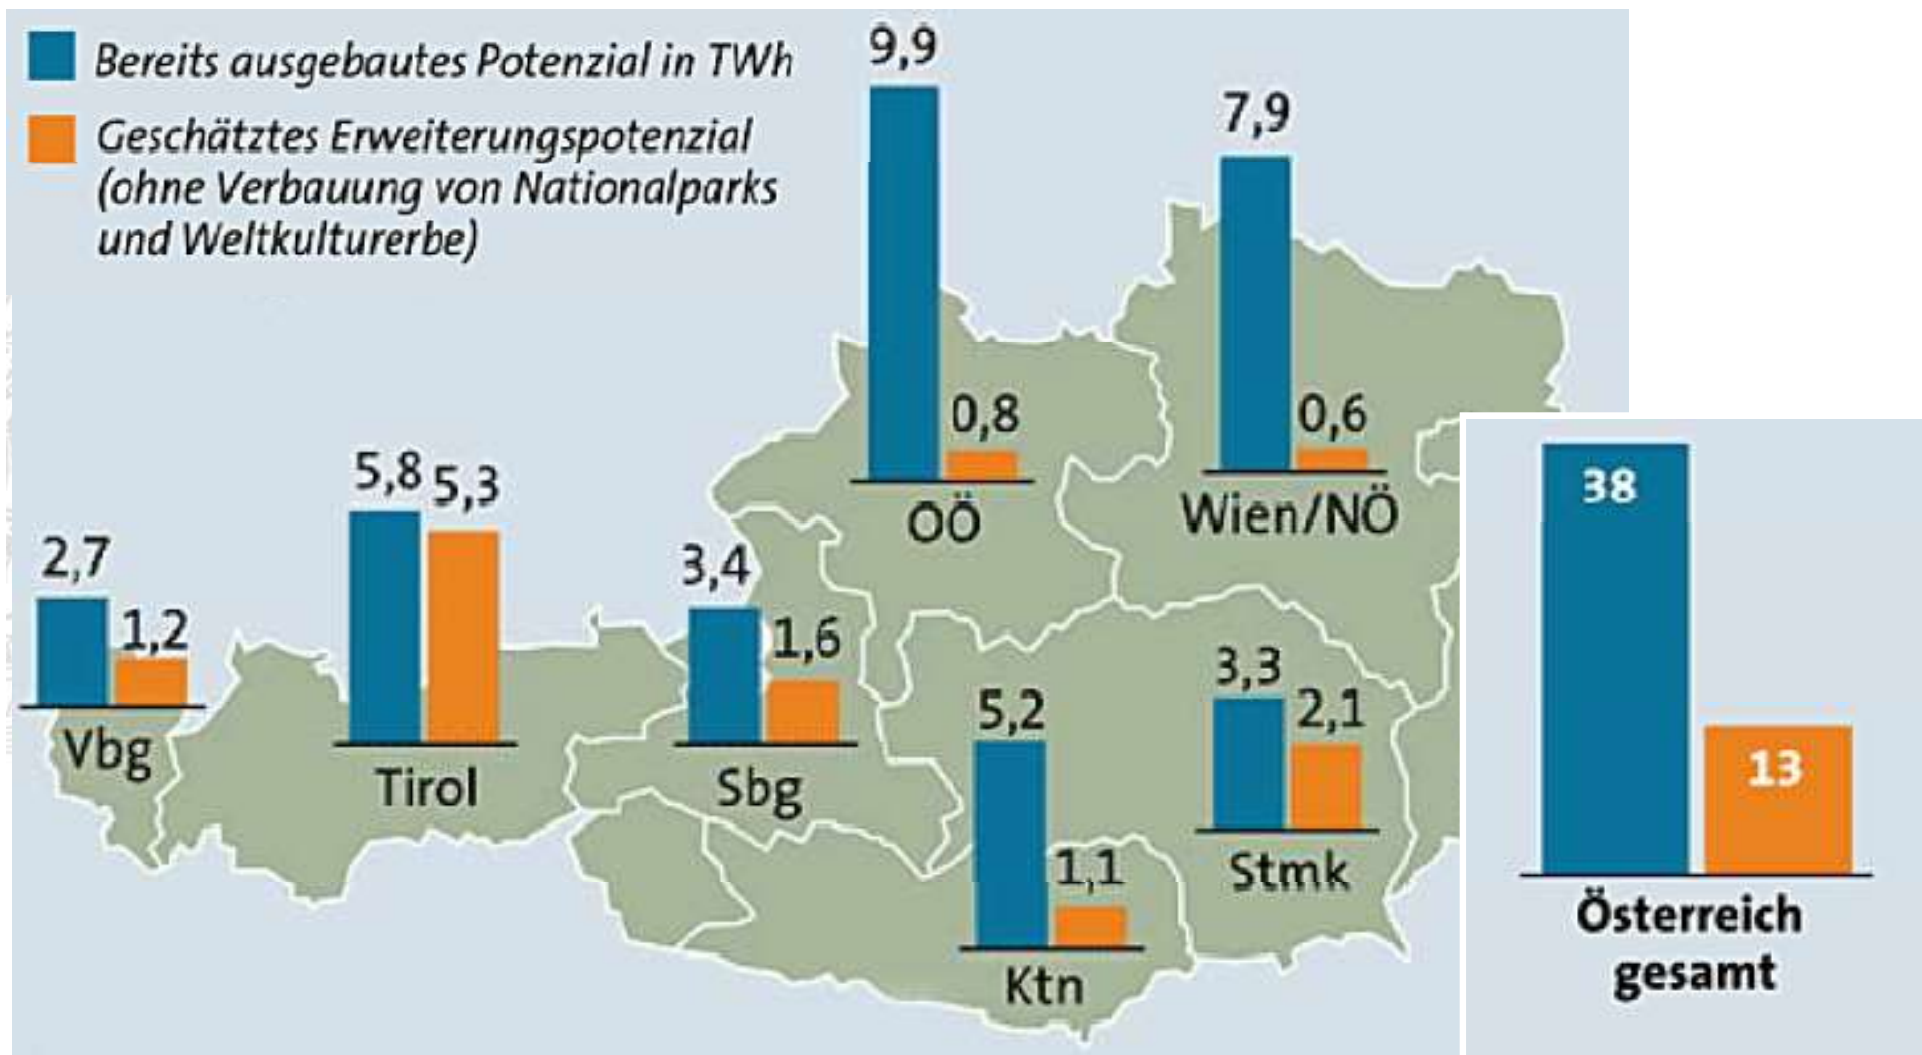 Bereits ausgebautes Potenzial in TWh
Geschätztes Erweiterungspotenzial
(ohne Verbauung von Nationalparks
und Weltkulturerbe)
9,9
0,8
OÖ
7,9
0,6
Wien/NÖ
2,7
1,2
Vbg
5,8
5,3
Tirol
3,4
1,6
Sbg
5,2
1,1
Ktn
3,3
2,1
Stmk
38
13
Österreich
gesamt